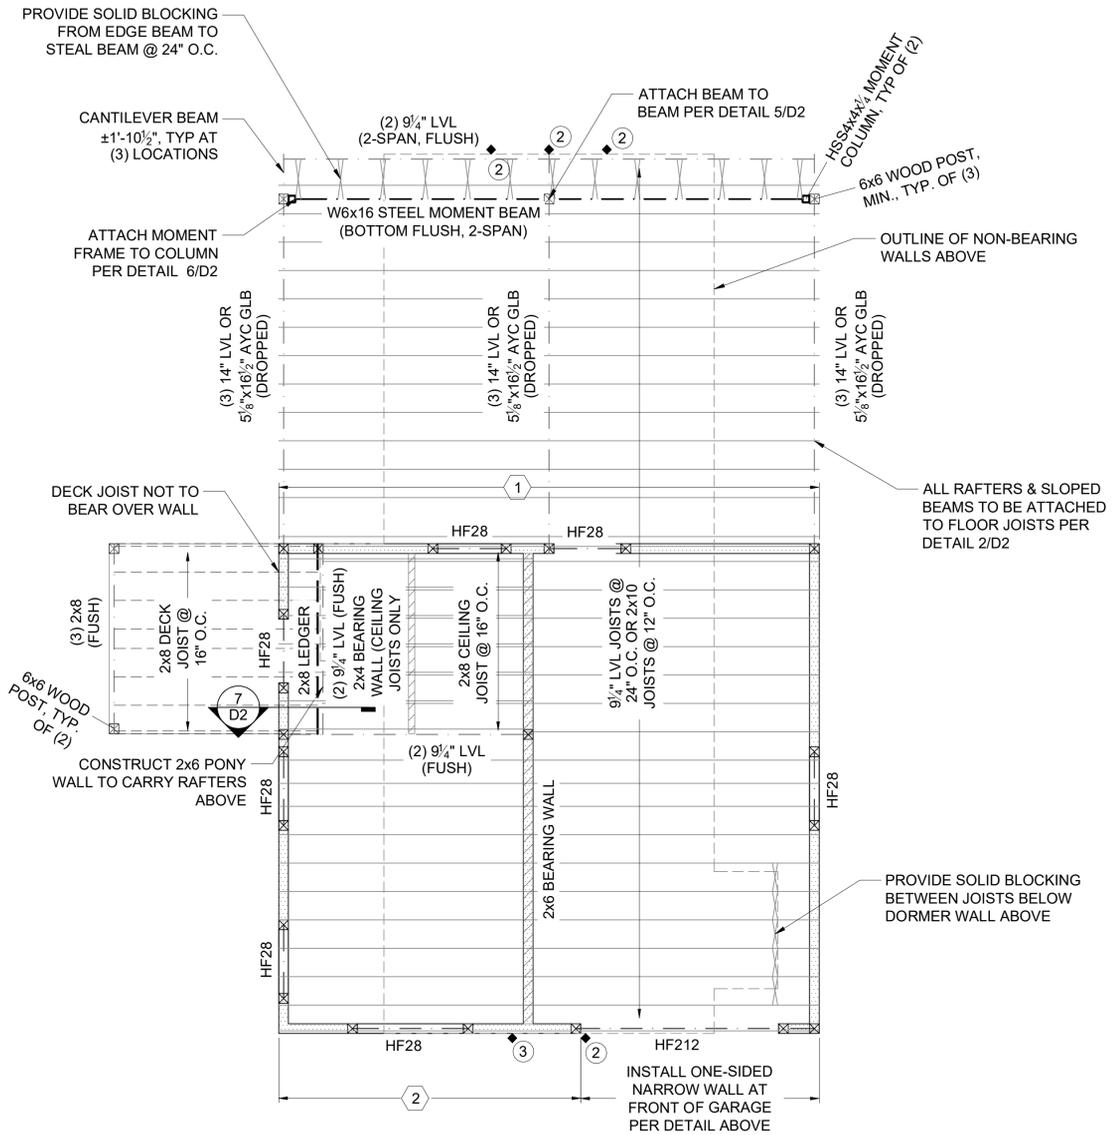 PROVIDE SOLID BLOCKING
FROM EDGE BEAM TO
STEAL BEAM @ 24" O.C.
CANTILEVER BEAM
±1'-10½", TYP AT
(3) LOCATIONS
(2) 9¼" LVL
(2-SPAN, FLUSH)
2
2
2
ATTACH BEAM TO
BEAM PER DETAIL 5/D2
HSS4x4x¼ MOMENT
COLUMN, TYP OF (2)
6x6 WOOD POST,
MIN., TYP. OF (3)
W6x16 STEEL MOMENT BEAM
(BOTTOM FLUSH, 2-SPAN)
ATTACH MOMENT
FRAME TO COLUMN
PER DETAIL 6/D2
OUTLINE OF NON-BEARING
WALLS ABOVE
(3) 14" LVL OR
5⅛"x16½" AYC GLB
(DROPPED)
(3) 14" LVL OR
5⅛"x16½" AYC GLB
(DROPPED)
(3) 14" LVL OR
5⅛"x16½" AYC GLB
(DROPPED)
1
DECK JOIST NOT TO
BEAR OVER WALL
ALL RAFTERS & SLOPED
BEAMS TO BE ATTACHED
TO FLOOR JOISTS PER
DETAIL 2/D2
HF28
HF28
(3) 2x8
(FUSH)
2x8 DECK
JOIST @
16" O.C.
HF28
2x8 LEDGER
(2) 9¼" LVL (FUSH)
2x4 BEARING
WALL (CEILING
JOISTS ONLY
2x8 CEILING
JOIST @ 16" O.C.
9¼" LVL JOISTS @
24" O.C. OR 2x10
JOISTS @ 12" O.C.
6x6 WOOD
POST, TYP.
OF (2)
7
D2
CONSTRUCT 2x6 PONY
WALL TO CARRY RAFTERS
ABOVE
(2) 9¼" LVL
(FUSH)
HF28
2x6 BEARING WALL
HF28
PROVIDE SOLID BLOCKING
BETWEEN JOISTS BELOW
DORMER WALL ABOVE
HF28
HF28
3
2
HF212
2
INSTALL ONE-SIDED
NARROW WALL AT
FRONT OF GARAGE
PER DETAIL ABOVE